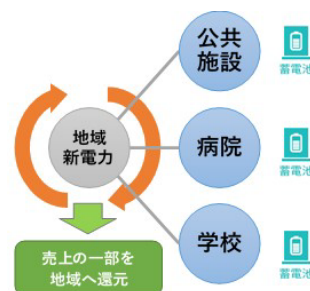 公共
施設
蓄電池
地域
新電力
病院
蓄電池
学校
蓄電池
売上の一部を
地域へ還元